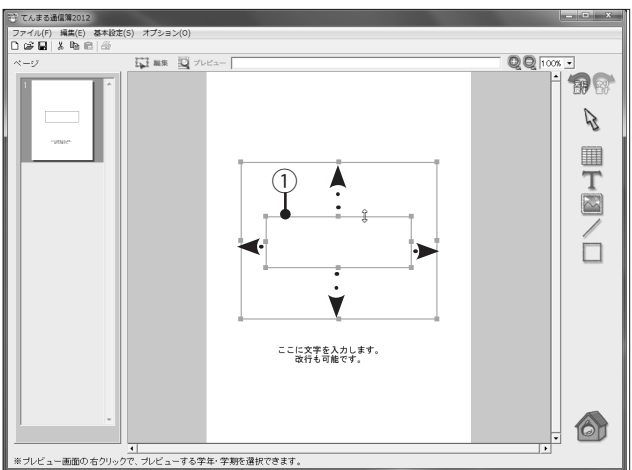 てんまる通信簿2012
ファイル(F) 編集(E) 基本設定(S) オプション(O)
ページ
編集 プレビュー 100%
1
1
T
ここに文字を入力します。
改行も可能です。
※プレビュー画面の右クリックで、プレビューする学年・学期を選択できます。